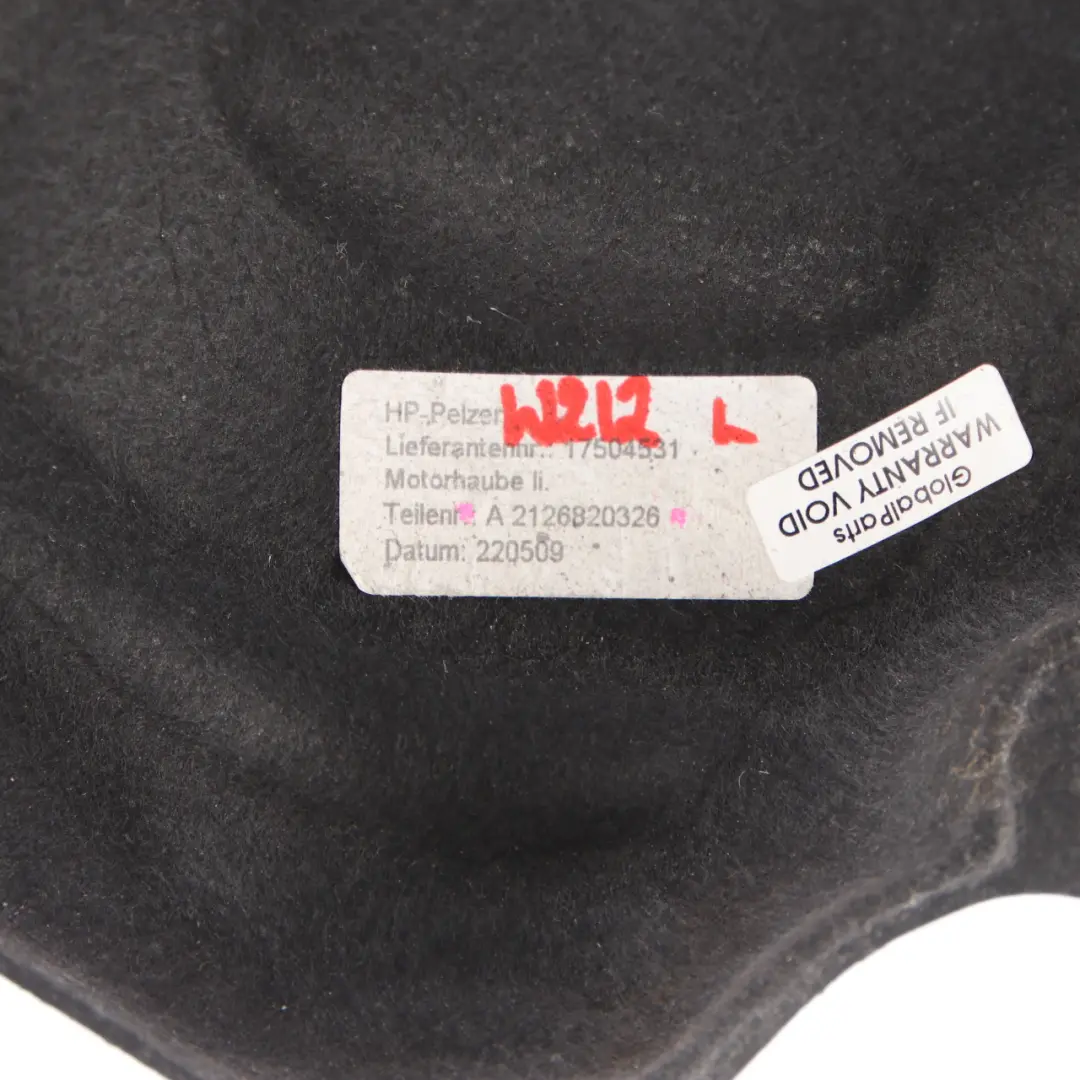 W212 L
HP-Pelzer
Lieferantennr.: 17504531
Motorhaube li.
Teilenr: A 2126820326
Datum: 220509
GlobalParts
WARRANTY VOID
IF REMOVED